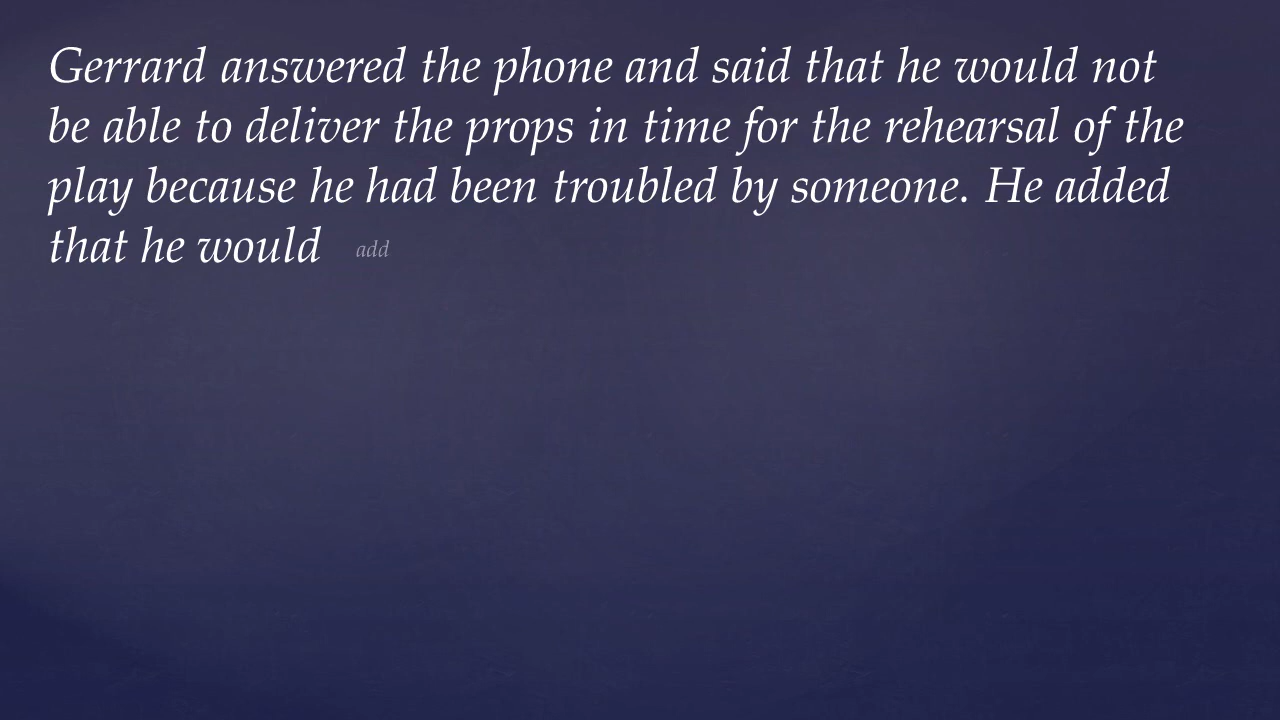 Gerrard answered the phone and said that he would not
be able to deliver the props in time for the rehearsal of the
play because he had been troubled by someone. He added
that he would add